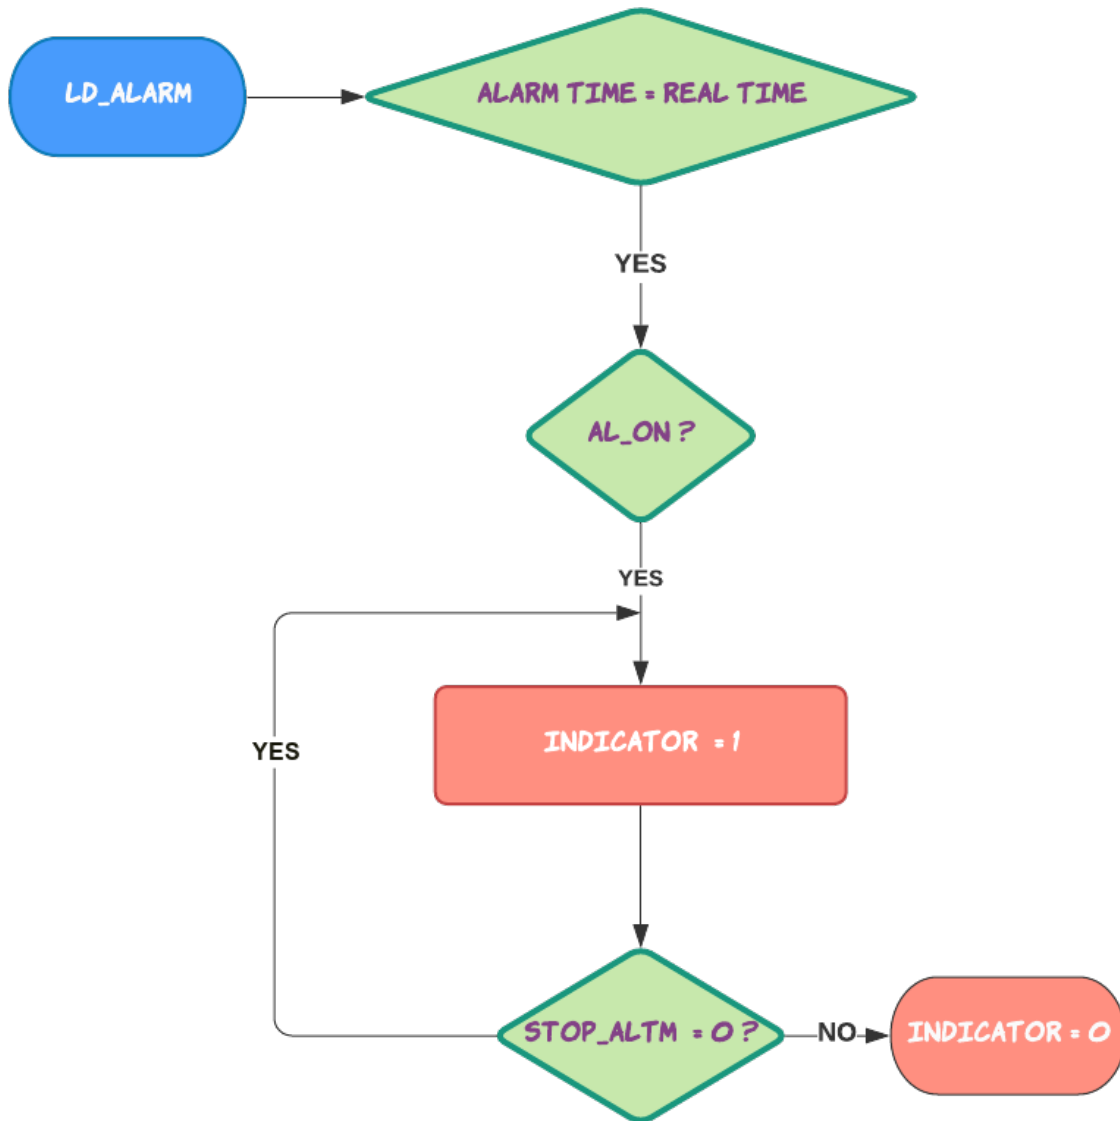 LD_ALARM
ALARM TIME = REAL TIME
YES
AL_ON ?
YES
YES
INDICATOR = 1
STOP_ALTM = 0 ?
NO
INDICATOR = 0